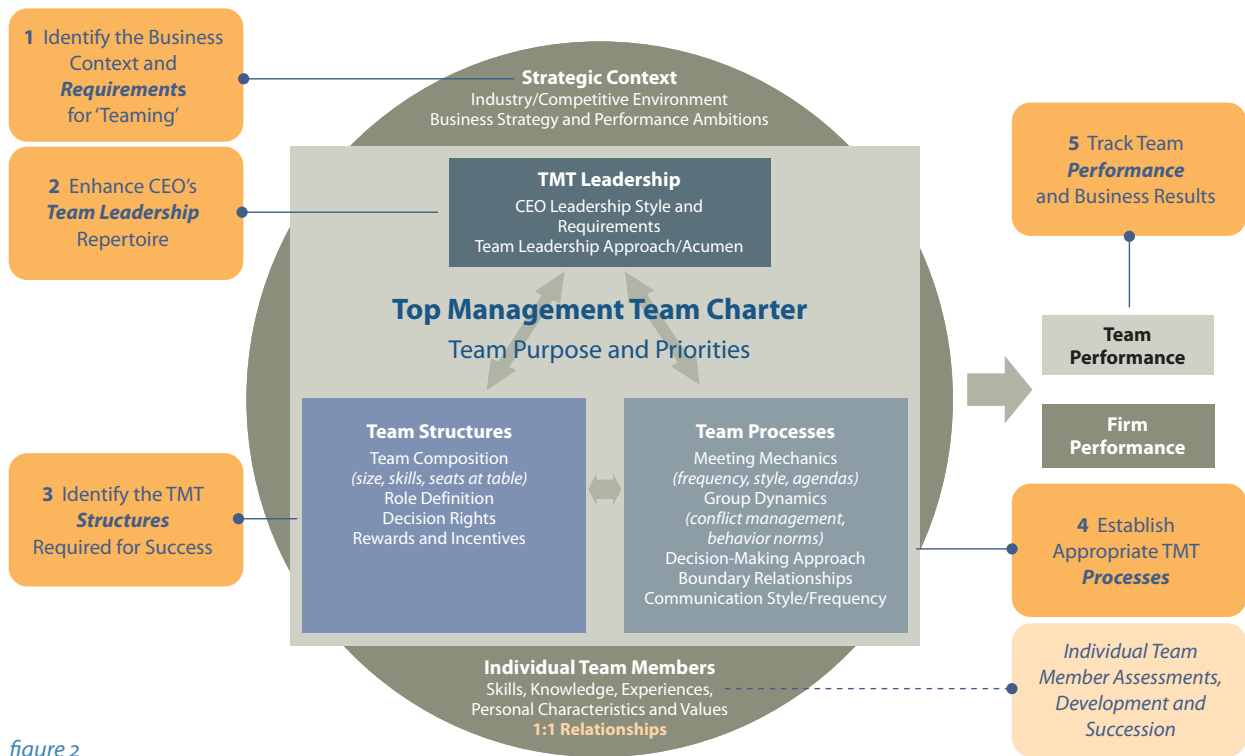 1 Identify the Business
Context and
Requirements
for ‘Teaming’
2 Enhance CEO’s
Team Leadership
Repertoire
3 Identify the TMT
Structures
Required for Success
Strategic Context
Industry/Competitive Environment
Business Strategy and Performance Ambitions
TMT Leadership
CEO Leadership Style and
Requirements
Team Leadership Approach/Acumen
Top Management Team Charter
Team Purpose and Priorities
Team Structures
Team Composition
(size, skills, seats at table)
Role Definition
Decision Rights
Rewards and Incentives
Team Processes
Meeting Mechanics
(frequency, style, agendas)
Group Dynamics
(conflict management,
behavior norms)
Decision-Making Approach
Boundary Relationships
Communication Style/Frequency
Individual Team Members
Skills, Knowledge, Experiences,
Personal Characteristics and Values
1:1 Relationships
5 Track Team
Performance
and Business Results
Team
Performance
Firm
Performance
4 Establish
Appropriate TMT
Processes
Individual Team
Member Assessments,
Development and
Succession
figure 2